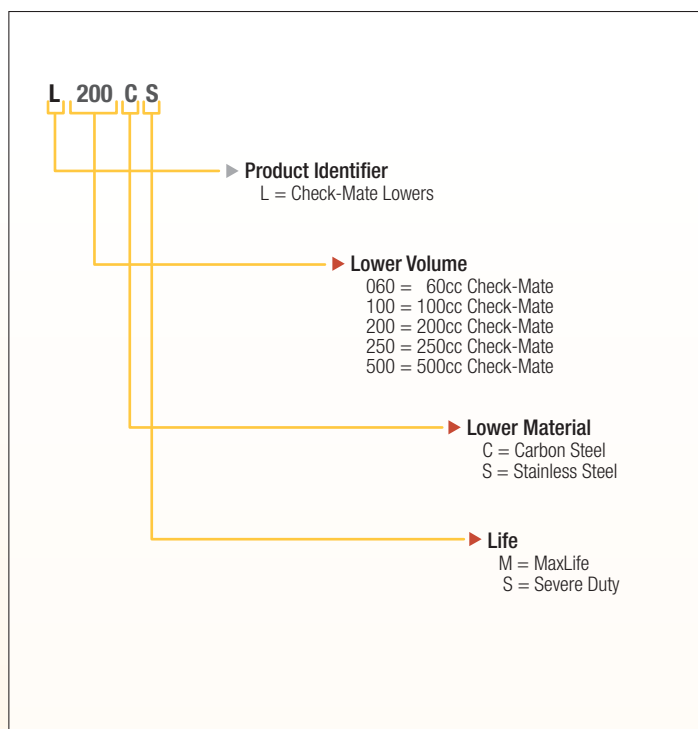 L 200 C S
Product Identifier
L = Check-Mate Lowers
Lower Volume
060 = 60cc Check-Mate
100 = 100cc Check-Mate
200 = 200cc Check-Mate
250 = 250cc Check-Mate
500 = 500cc Check-Mate
Lower Material
C = Carbon Steel
S = Stainless Steel
Life
M = MaxLife
S = Severe Duty